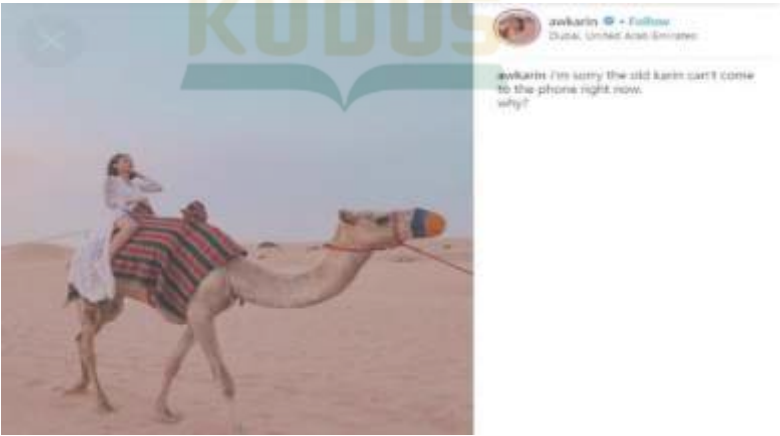 KUDUS
awkarin • Follow
Dubai, United Arab Emirates
awkarin i'm sorry the old karin can't come
to the phone right now.
why?